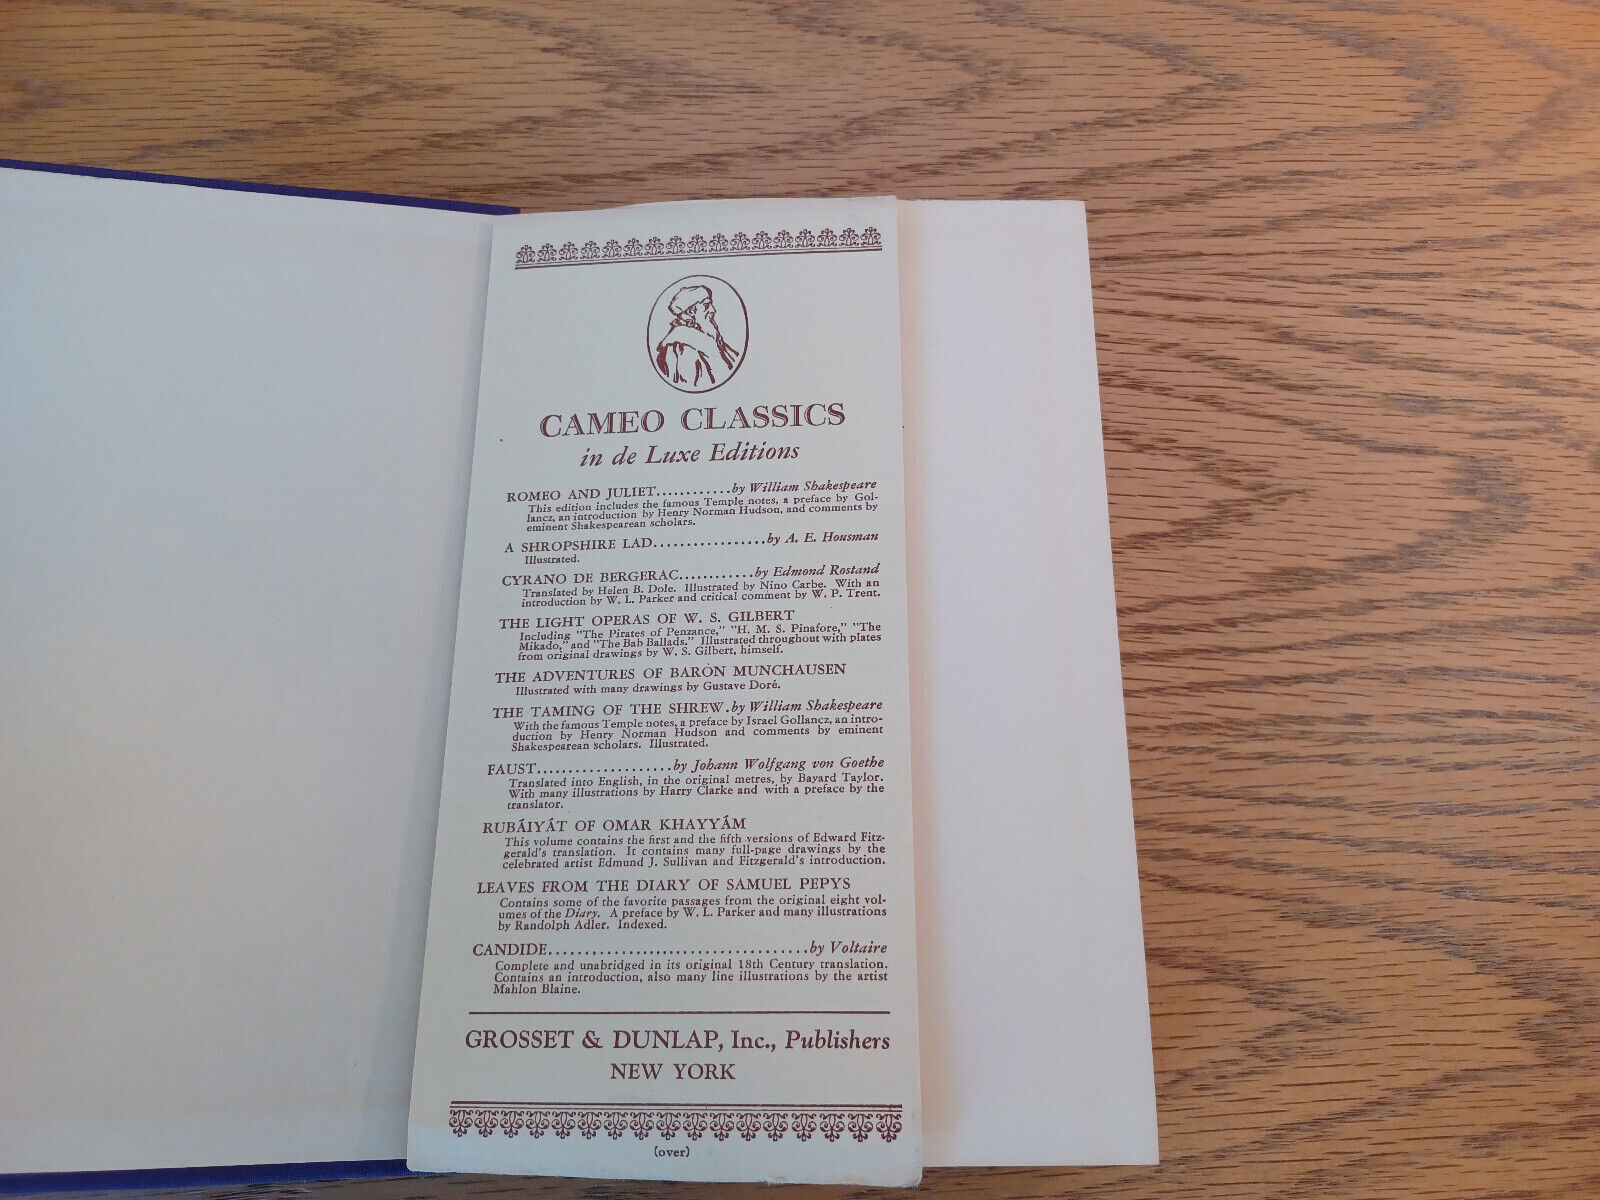 CAMEO CLASSICS
in de Luxe Editions
ROMEO AND JULIET............by William Shakespeare
This edition includes the famous Temple notes, a preface by Gol-
lancz, an introduction by Henry Norman Hudson, and comments by
eminent Shakespearean scholars.
A SHROPSHIRE LAD.................by A. E. Housman
Illustrated.
CYRANO DE BERGERAC............by Edmond Rostand
Translated by Helen B. Dole. Illustrated by Nino Carbe. With an
introduction by W. L. Parker and critical comment by W. P. Trent.
THE LIGHT OPERAS OF W. S. GILBERT
Including "The Pirates of Penzance," "H. M. S. Pinafore," "The
Mikado," and "The Bab Ballads." Illustrated throughout with plates
from original drawings by W. S. Gilbert, himself.
THE ADVENTURES OF BARON MUNCHAUSEN
Illustrated with many drawings by Gustave Doré.
THE TAMING OF THE SHREW.by William Shakespeare
With the famous Temple notes, a preface by Israel Gollancz, an intro-
duction by Henry Norman Hudson and comments by eminent
Shakespearean scholars. Illustrated.
FAUST...................by Johann Wolfgang von Goethe
Translated into English, in the original metres, by Bayard Taylor.
With many illustrations by Harry Clarke and with a preface by the
translator.
RUBÁIYÁT OF OMAR KHAYYÁM
This volume contains the first and the fifth versions of Edward Fitz-
gerald's translation. It contains many full-page drawings by the
celebrated artist Edmund J. Sullivan and Fitzgerald's introduction.
LEAVES FROM THE DIARY OF SAMUEL PEPYS
Contains some of the favorite passages from the original eight vol-
umes of the Diary. A preface by W. L. Parker and many illustrations
by Randolph Adler. Indexed.
CANDIDE.................................by Voltaire
Complete and unabridged in its original 18th Century translation.
Contains an introduction, also many line illustrations by the artist
Mahlon Blaine.
GROSSET & DUNLAP, Inc., Publishers
NEW YORK
(over)